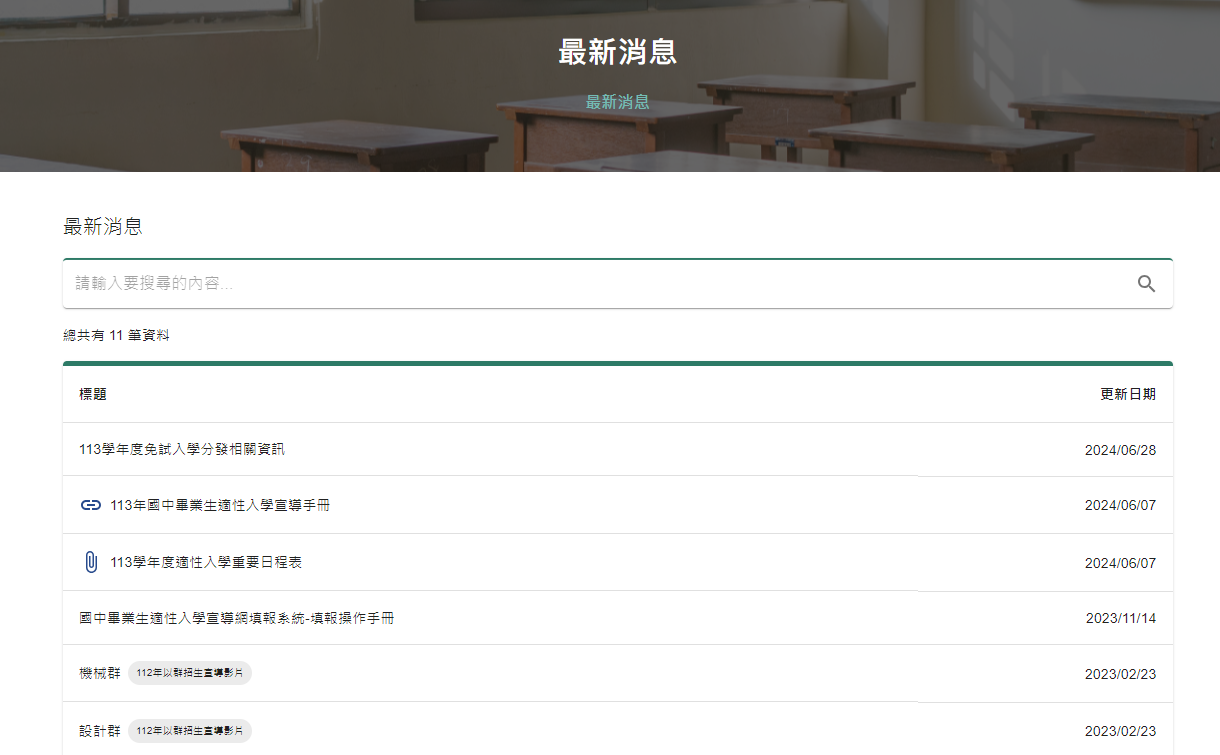 最新消息
最新消息
最新消息
請輸入要搜尋的內容...
總共有 11 筆資料
標題 更新日期
113學年度免試入學分發相關資訊 2024/06/28
113年國中畢業生適性入學宣導手冊 2024/06/07
113學年度適性入學重要日程表 2024/06/07
國中畢業生適性入學宣導網填報系統-填報操作手冊 2023/11/14
機械群 112年以群招生宣導影片 2023/02/23
設計群 112年以群招生宣導影片 2023/02/23